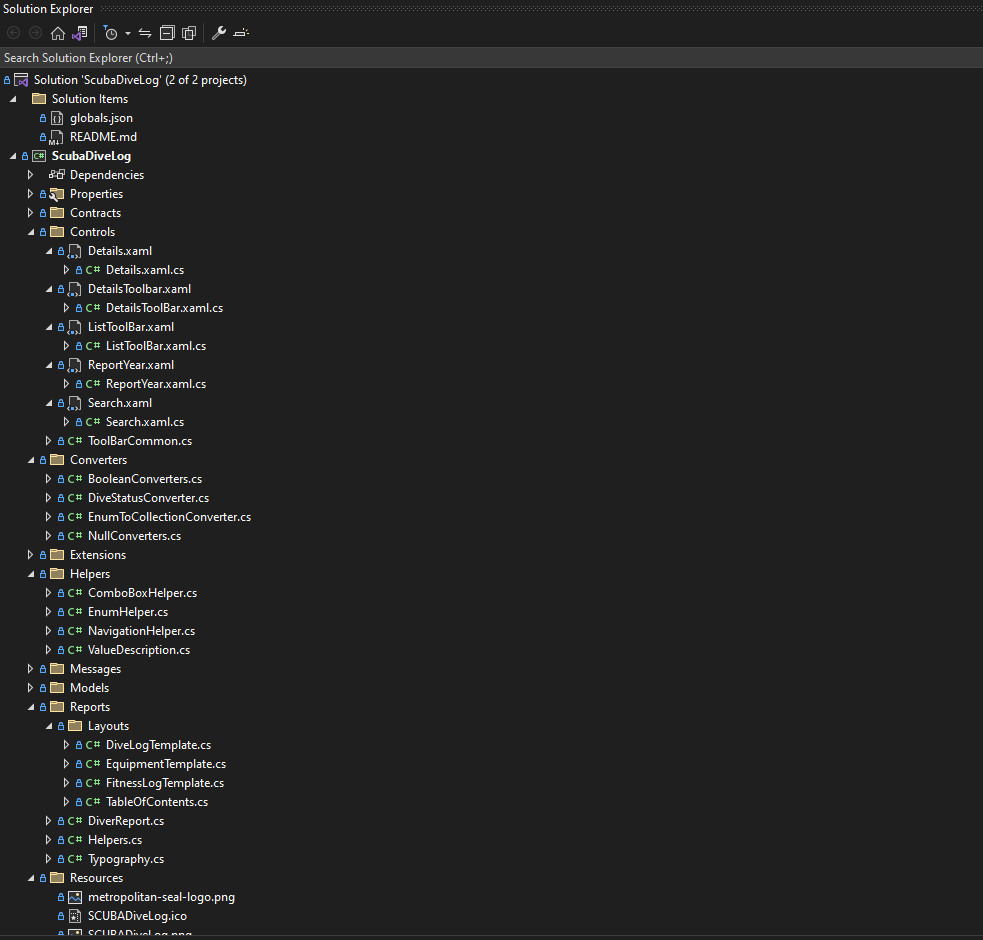 Solution Explorer
Search Solution Explorer (Ctrl+;)
Solution 'ScubaDiveLog' (2 of 2 projects)
Solution Items
globals.json
README.md
ScubaDiveLog
Dependencies
Properties
Contracts
Controls
Details.xaml
C# Details.xaml.cs
DetailsToolbar.xaml
C# DetailsToolBar.xaml.cs
ListToolBar.xaml
C# ListToolBar.xaml.cs
ReportYear.xaml
C# ReportYear.xaml.cs
Search.xaml
C# Search.xaml.cs
C# ToolBarCommon.cs
Converters
C# BooleanConverters.cs
C# DiveStatusConverter.cs
C# EnumToCollectionConverter.cs
C# NullConverters.cs
Extensions
Helpers
C# ComboBoxHelper.cs
C# EnumHelper.cs
C# NavigationHelper.cs
C# ValueDescription.cs
Messages
Models
Reports
Layouts
C# DiveLogTemplate.cs
C# EquipmentTemplate.cs
C# FitnessLogTemplate.cs
C# TableOfContents.cs
C# DiverReport.cs
C# Helpers.cs
C# Typography.cs
Resources
metropolitan-seal-logo.png
SCUBADiveLog.ico
SCUBADiveLog.png